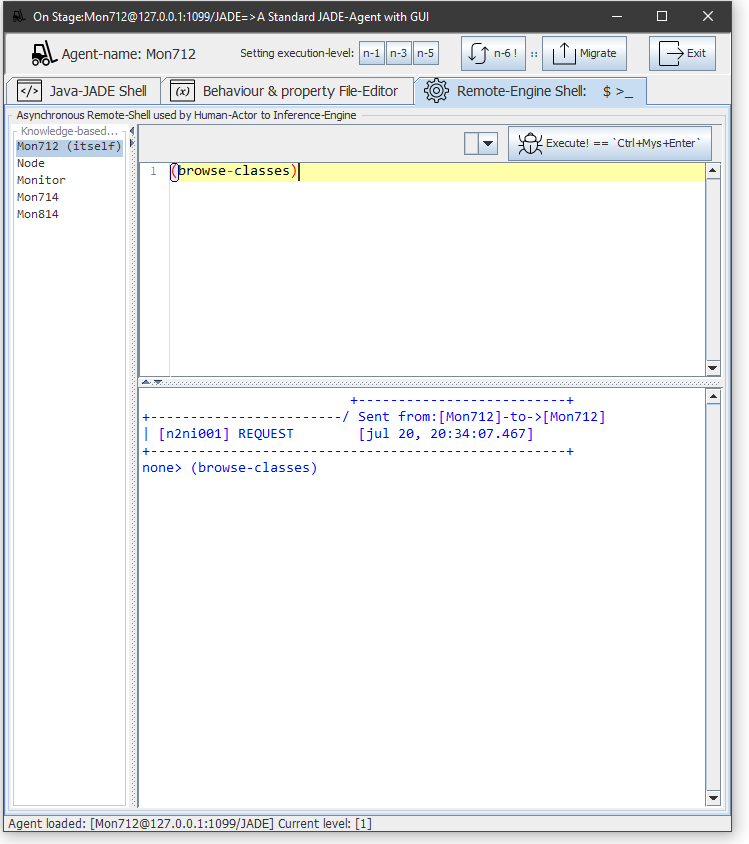 On Stage:Mon712@127.0.0.1:1099/JADE=>A Standard JADE-Agent with GUI
Agent-name: Mon712 Setting execution-level: n-1 n-3 n-5 n-6 ! :: Migrate Exit
</> Java-JADE Shell (x) Behaviour & property File-Editor Remote-Engine Shell: $ >_
Asynchronous Remote-Shell used by Human-Actor to Inference-Engine
Knowledge-based...
Mon712 (itself)
Node
Monitor
Mon714
Mon814
Execute! == `Ctrl+Mys+Enter`
1 (browse-classes)
+--------------------------+
+------------------------/ Sent from:[Mon712]-to->[Mon712]
| [n2ni001] REQUEST [jul 20, 20:34:07.467]
+----------------------------------------------------+
none> (browse-classes)
Agent loaded: [Mon712@127.0.0.1:1099/JADE] Current level: [1]